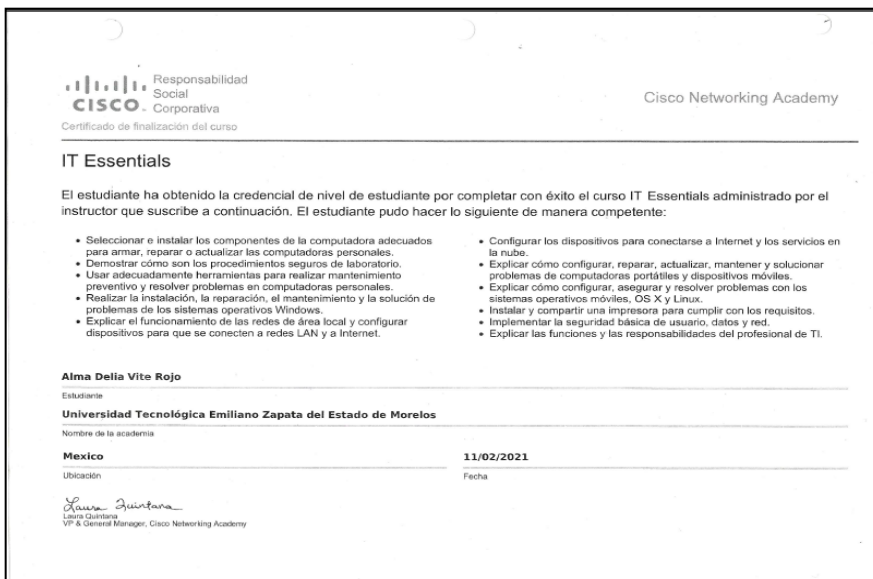 Responsabilidad
Social
Corporativa
CISCO
Certificado de finalización del curso
Cisco Networking Academy
IT Essentials
El estudiante ha obtenido la credencial de nivel de estudiante por completar con éxito el curso IT Essentials administrado por el
instructor que suscribe a continuación. El estudiante pudo hacer lo siguiente de manera competente:
• Seleccionar e instalar los componentes de la computadora adecuados
para armar, reparar o actualizar las computadoras personales.
• Demostrar cómo son los procedimientos seguros de laboratorio.
• Usar adecuadamente herramientas para realizar mantenimiento
preventivo y resolver problemas en computadoras personales.
• Realizar la instalación, la reparación, el mantenimiento y la solución de
problemas de los sistemas operativos Windows.
• Explicar el funcionamiento de las redes de área local y configurar
dispositivos para que se conecten a redes LAN y a Internet.
• Configurar los dispositivos para conectarse a Internet y los servicios en
la nube.
• Explicar cómo configurar, reparar, actualizar, mantener y solucionar
problemas de computadoras portátiles y dispositivos móviles.
• Explicar cómo configurar, asegurar y resolver problemas con los
sistemas operativos móviles, OS X y Linux.
• Instalar y compartir una impresora para cumplir con los requisitos.
• Implementar la seguridad básica de usuario, datos y red.
• Explicar las funciones y las responsabilidades del profesional de TI.
Alma Delia Vite Rojo
Estudiante
Universidad Tecnológica Emiliano Zapata del Estado de Morelos
Nombre de la academia
Mexico
Ubicación
11/02/2021
Fecha
Laura Quintana
Laura Quintana
VP & General Manager, Cisco Networking Academy